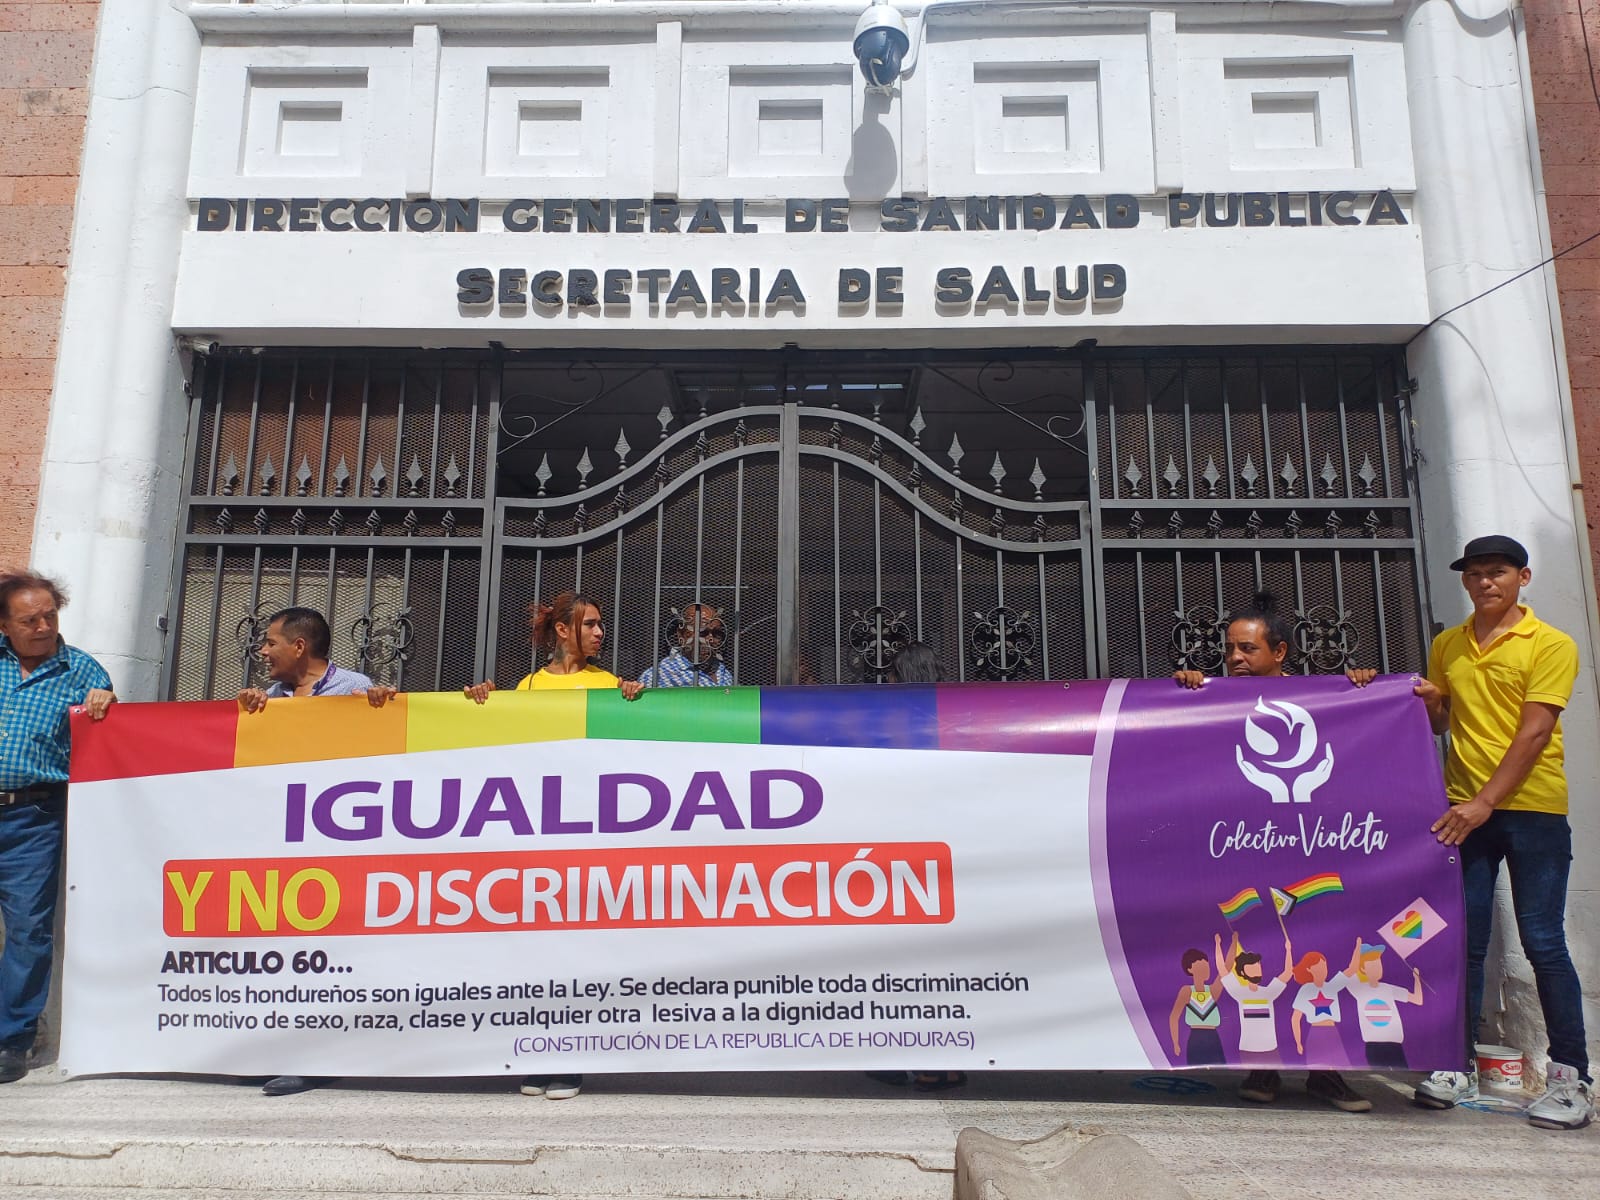 DIRECCION GENERAL DE SANIDAD PUBLICA
SECRETARIA DE SALUD
IGUALDAD
Y NO DISCRIMINACIÓN
ARTICULO 60...
Todos los hondureños son iguales ante la Ley. Se declara punible toda discriminación
por motivo de sexo, raza, clase y cualquier otra lesiva a la dignidad humana.
(CONSTITUCIÓN DE LA REPUBLICA DE HONDURAS)
Colectivo Violeta